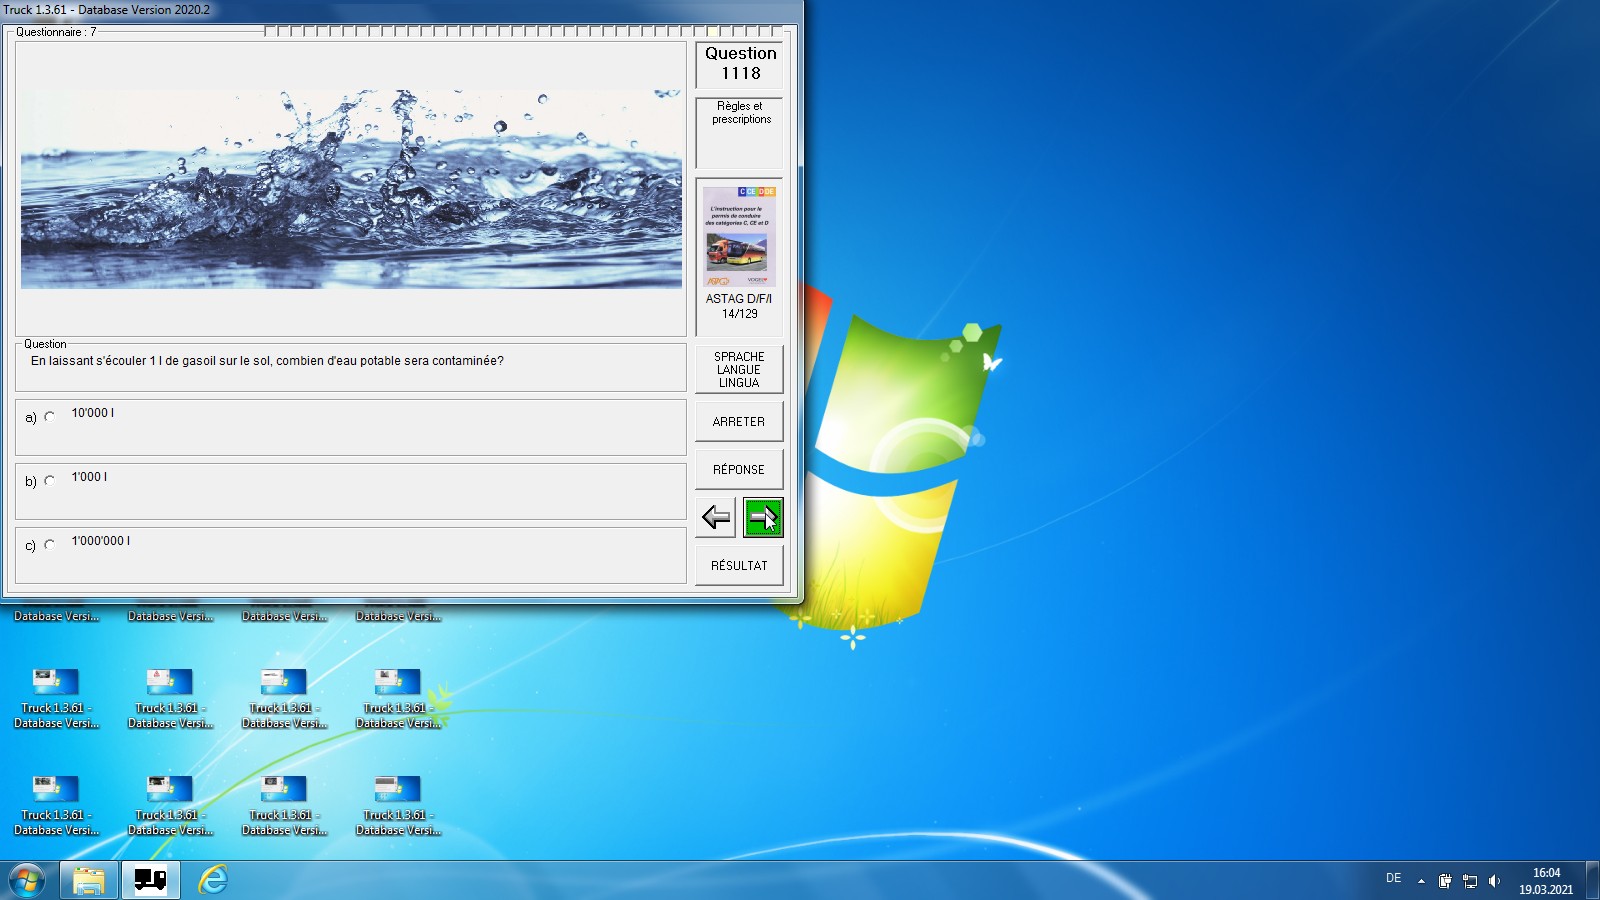 Truck 1.3.61 - Database Version 2020.2
Questionnaire : 7
Question
1118
Règles et
prescriptions
C CE D DE
L'instruction pour le
permis de conduire
des catégories C, CE et D
ASTAG D/F/I
14/129
Question
En laissant s'écouler 1 l de gasoil sur le sol, combien d'eau potable sera contaminée?
SPRACHE
LANGUE
LINGUA
a) 10'000 l
ARRETER
b) 1'000 l
RÉPONSE
c) 1'000'000 l
RÉSULTAT
Database Versi...
Database Versi...
Database Versi...
Database Versi...
Truck 1.3.61 -
Database Versi...
Truck 1.3.61 -
Database Versi...
Truck 1.3.61 -
Database Versi...
Truck 1.3.61 -
Database Versi...
Truck 1.3.61 -
Database Versi...
Truck 1.3.61 -
Database Versi...
Truck 1.3.61 -
Database Versi...
Truck 1.3.61 -
Database Versi...
DE
16:04
19.03.2021